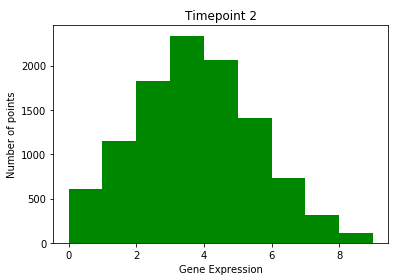 Timepoint 2
Number of points
2000
1500
1000
500
0
0 2 4 6 8
Gene Expression